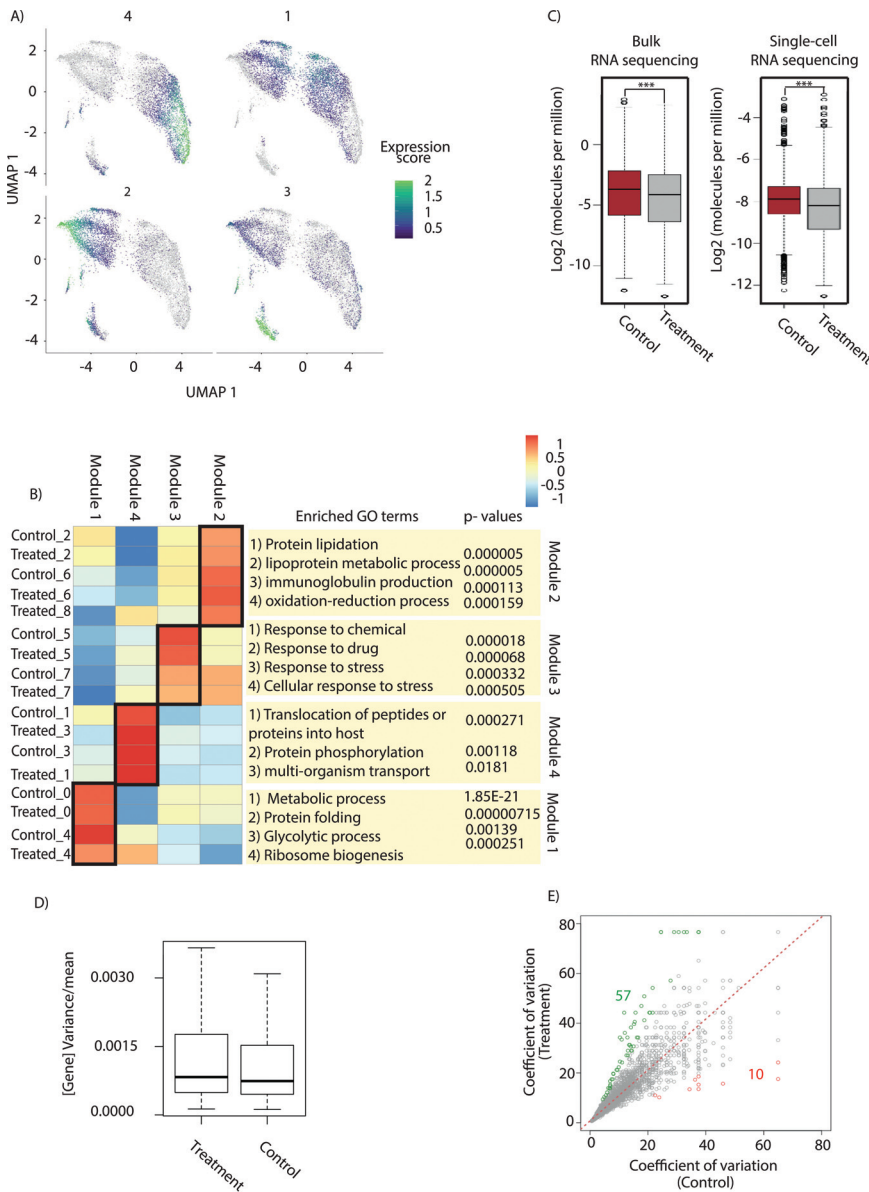 A)
4
1
2
0
-2
-4
UMAP 1
Expression
score
2
1.5
1
0.5
2
3
2
0
-2
-4
-4
0
4
-4
0
4
UMAP 1
C)
Bulk
RNA sequencing
Single-cell
RNA sequencing
***
***
Log2 (molecules per million)
0
-5
-10
Control
Treatment
Log2 (molecules per million)
-4
-6
-8
-8
-12
Control
Treatment
B)
Module 1
Module 4
Module 3
Module 2
1
0.5
-0
-0.5
-1
Enriched GO terms
p- values
Control_2
Treated_2
Control_6
Treated_6
Treated_8
Control_5
Treated_5
Control_7
Treated_7
Control_1
Treated_3
Control_3
Treated_1
Control_0
Treated_0
Control_4
Treated_4
1) Protein lipidation
2) lipoprotein metabolic process
3) immunoglobulin production
4) oxidation-reduction process
0.000005
0.000005
0.000113
0.000159
Module 2
1) Response to chemical
2) Response to drug
3) Response to stress
4) Cellular response to stress
0.000018
0.000068
0.000332
0.000505
Module 3
1) Translocation of peptides or
proteins into host
2) Protein phosphorylation
3) multi-organism transport
0.000271
0.00118
0.0181
Module 4
1) Metabolic process
2) Protein folding
3) Glycolytic process
4) Ribosome biogenesis
1.85E-21
0.00000715
0.00139
0.000251
Module 1
D)
[Gene] Variance/mean
0.0030
0.0015
0.0000
Treatment
Control
E)
Coefficient of variation
(Treatment)
80
60
40
20
0
57
10
0
20
40
60
80
Coefficient of variation
(Control)